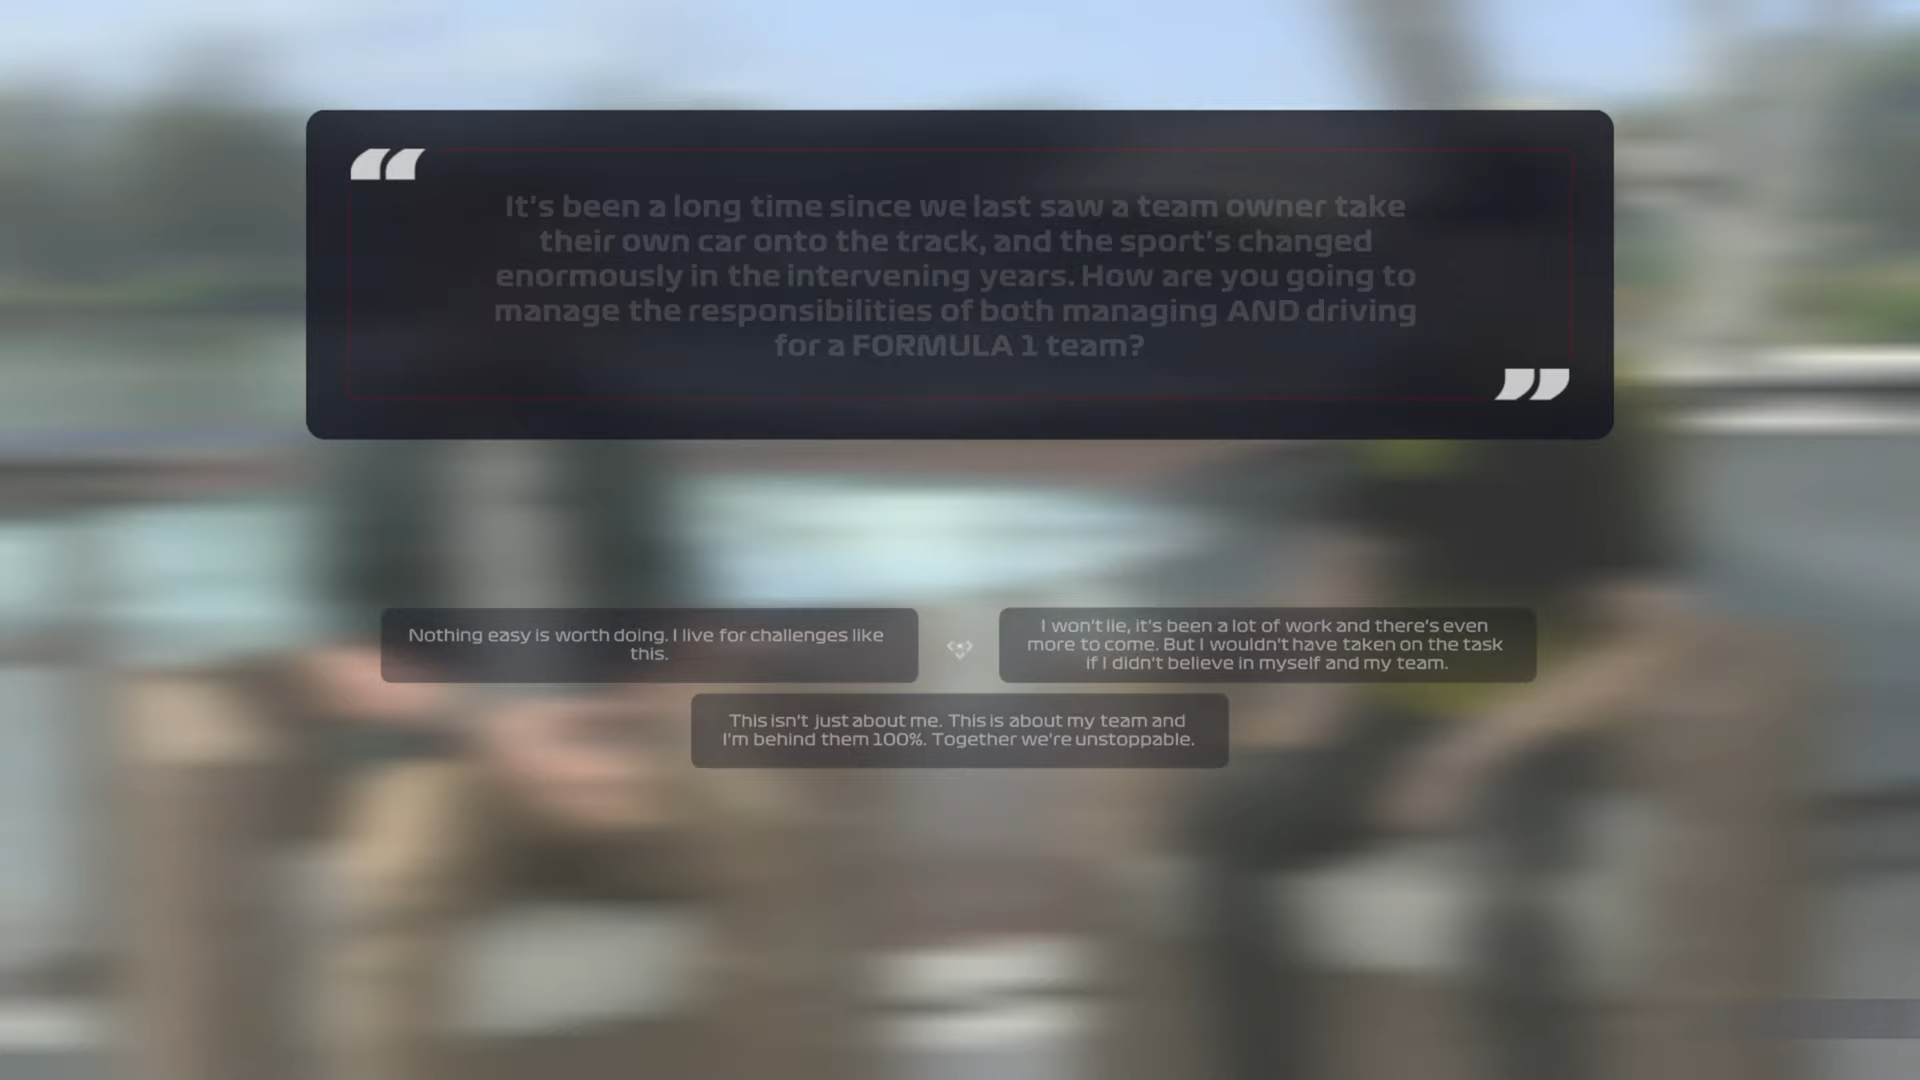 It's been a long time since we last saw a team owner take
their own car onto the track, and the sport's changed
enormously in the intervening years. How are you going to
manage the responsibilities of both managing AND driving
for a FORMULA 1 team?
Nothing easy is worth doing. I live for challenges like
this.
I won't lie, it's been a lot of work and there's even
more to come. But I wouldn't have taken on the task
if I didn't believe in myself and my team.
This isn't just about me. This is about my team and
I'm behind them 100%. Together we're unstoppable.